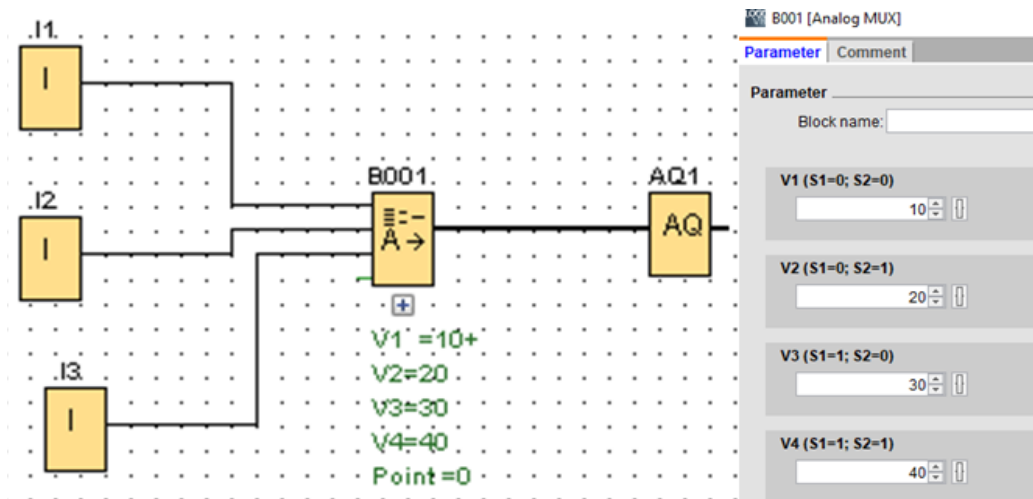 I1
I
I2
I
I3
I
B001
A→
V1 =10+
V2=20
V3=30
V4=40
Point=0
AQ1
AQ
B001 [Analog MUX]
Parameter
Comment
Parameter
Block name:
V1 (S1=0; S2=0)
10
V2 (S1=0; S2=1)
20
V3 (S1=1; S2=0)
30
V4 (S1=1; S2=1)
40